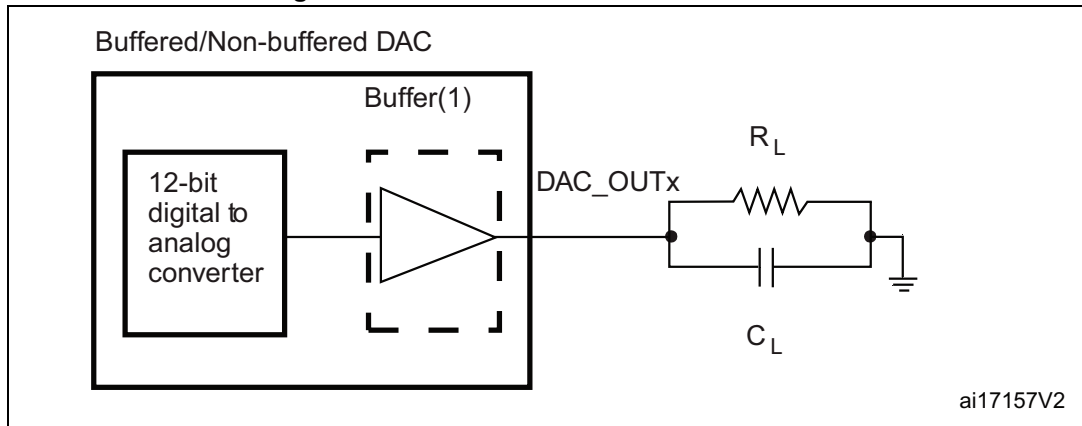 Buffered/Non-buffered DAC
Buffer(1)
12-bit
digital to
analog
converter
DAC_OUTx
R L
C L
ai17157V2